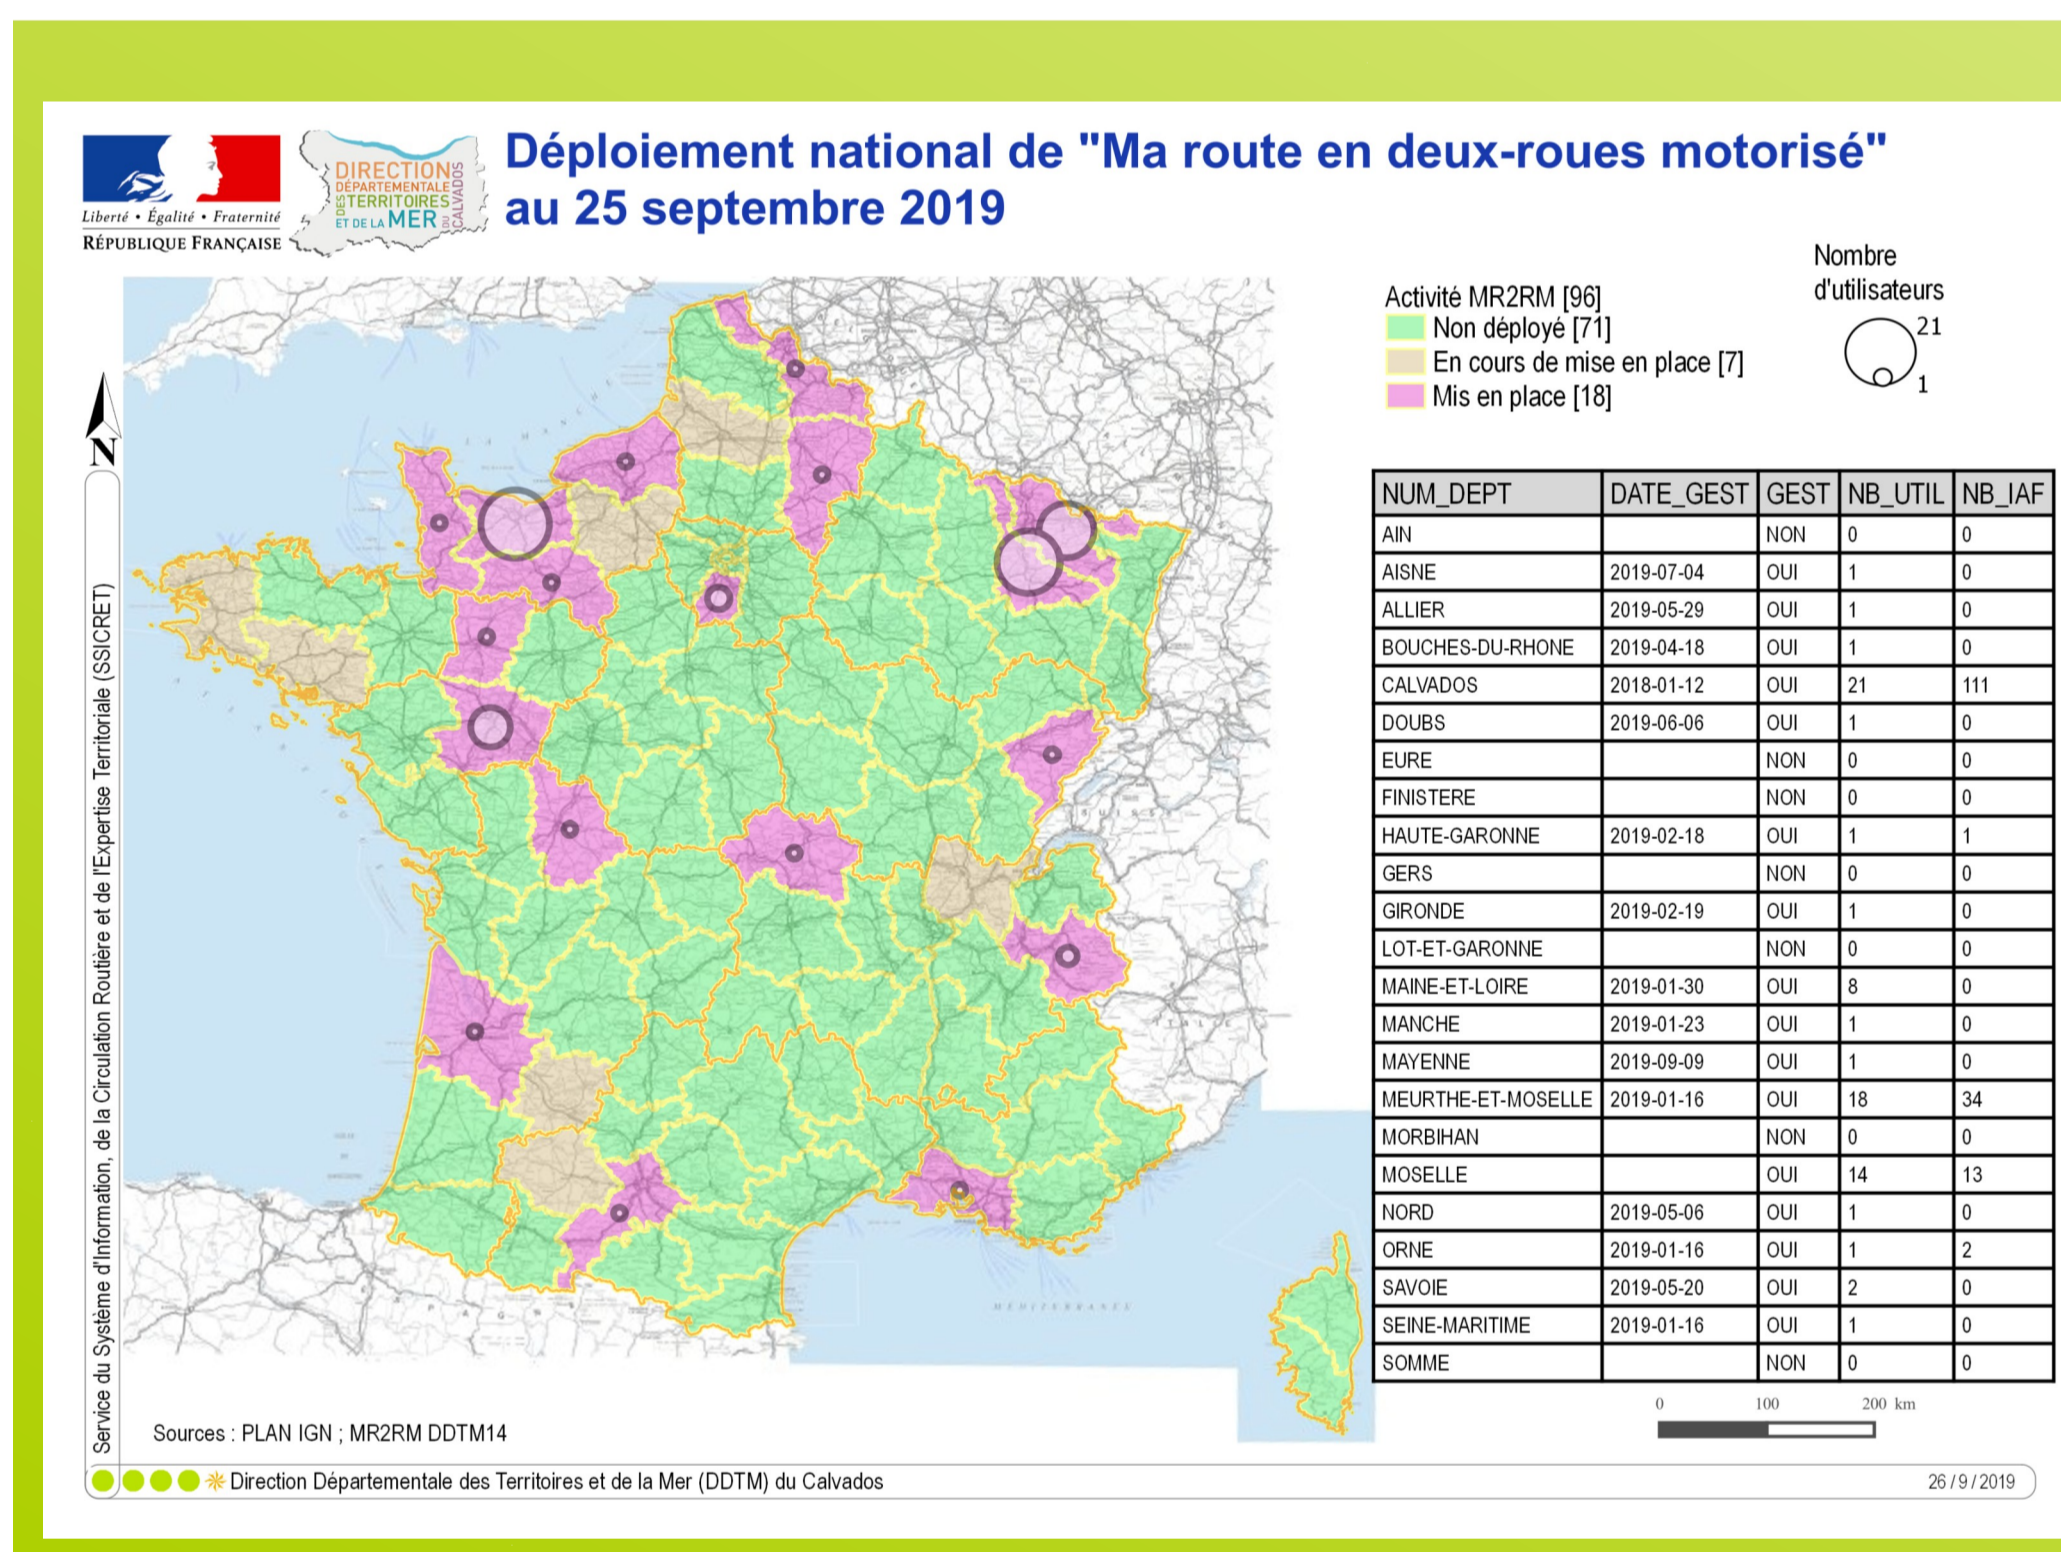 Liberté • Égalité • Fraternité
RÉPUBLIQUE FRANÇAISE
DIRECTION
DÉPARTEMENTALE
DES TERRITOIRES
ET DE LA MER
DU CALVADOS
Déploiement national de "Ma route en deux-roues motorisé"
au 25 septembre 2019
Nombre
d'utilisateurs
21
1
Activité MR2RM [96]
Non déployé [71]
En cours de mise en place [7]
Mis en place [18]
N
LA MANCHE
SUISSE
ITALIE
ESPAGNE
MÉDITERRANÉE
Service du Système d'Information, de la Circulation Routière et de l'Expertise Territoriale (SSICRET)
NUM_DEPT DATE_GEST GEST NB_UTIL NB_IAF
AIN NON 0 0
AISNE 2019-07-04 OUI 1 0
ALLIER 2019-05-29 OUI 1 0
BOUCHES-DU-RHONE 2019-04-18 OUI 1 0
CALVADOS 2018-01-12 OUI 21 111
DOUBS 2019-06-06 OUI 1 0
EURE NON 0 0
FINISTERE NON 0 0
HAUTE-GARONNE 2019-02-18 OUI 1 1
GERS NON 0 0
GIRONDE 2019-02-19 OUI 1 0
LOT-ET-GARONNE NON 0 0
MAINE-ET-LOIRE 2019-01-30 OUI 8 0
MANCHE 2019-01-23 OUI 1 0
MAYENNE 2019-09-09 OUI 1 0
MEURTHE-ET-MOSELLE 2019-01-16 OUI 18 34
MORBIHAN NON 0 0
MOSELLE OUI 14 13
NORD 2019-05-06 OUI 1 0
ORNE 2019-01-16 OUI 1 2
SAVOIE 2019-05-20 OUI 2 0
SEINE-MARITIME 2019-01-16 OUI 1 0
SOMME NON 0 0
0 100 200 km
Sources : PLAN IGN ; MR2RM DDTM14
Direction Départementale des Territoires et de la Mer (DDTM) du Calvados
26 / 9 / 2019